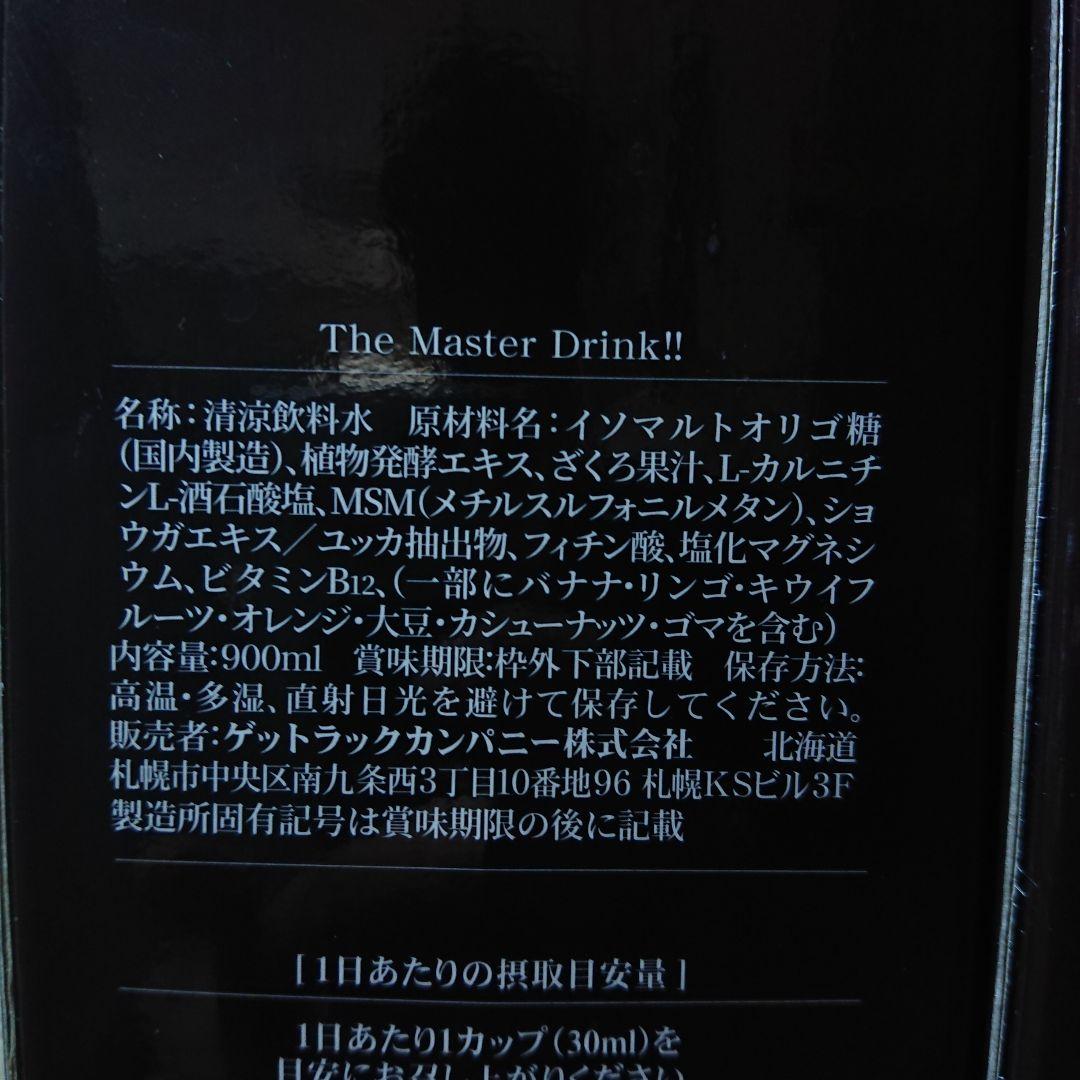 The Master Drink!!
名称：清涼飲料水　原材料名：イソマルトオリゴ糖
（国内製造）、植物発酵エキス、ざくろ果汁、L-カルニチ
ンL-酒石酸塩、MSM（メチルスルフォニルメタン）、ショ
ウガエキス／ユッカ抽出物、フィチン酸、塩化マグネシ
ウム、ビタミンB12、（一部にバナナ・リンゴ・キウイフ
ルーツ・オレンジ・大豆・カシューナッツ・ゴマを含む）
内容量：900ml　賞味期限：枠外下部記載　保存方法：
高温・多湿、直射日光を避けて保存してください。
販売者：ゲットラックカンパニー株式会社　　北海道
札幌市中央区南九条西3丁目10番地96 札幌KSビル3F
製造所固有記号は賞味期限の後に記載
[ 1日あたりの摂取目安量 ]
1日あたり1カップ（30ml）を
目安にお召し上がりください